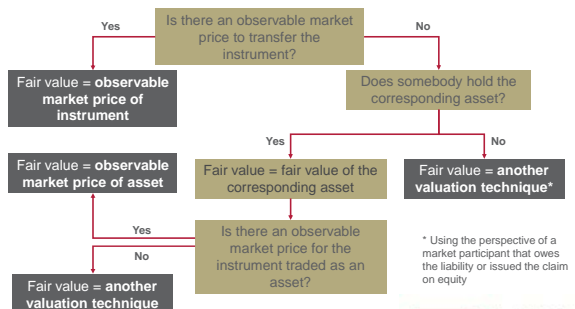 Is there an observable market
price to transfer the
instrument?
Yes
No
Fair value = observable
market price of
instrument
Does somebody hold the
corresponding asset?
Yes
No
Fair value = observable
market price of asset
Fair value = fair value of the
corresponding asset
Fair value = another
valuation technique*
Yes
No
Is there an observable
market price for the
instrument traded as an
asset?
* Using the perspective of a
market participant that owes
the liability or issued the claim
on equity
Fair value = another
valuation technique